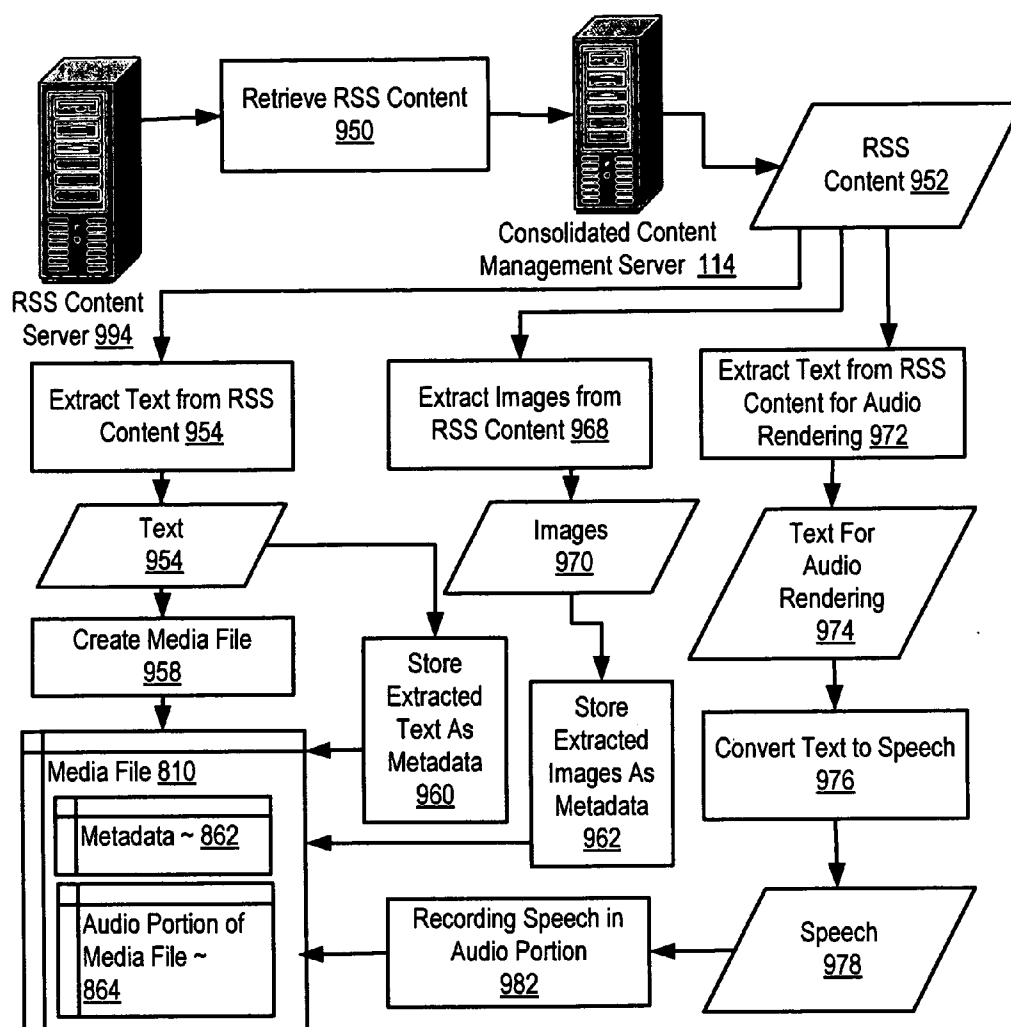 Retrieve RSS Content
950
RSS
Content 952
Consolidated Content
Management Server 114
RSS Content
Server 994
Extract Text from RSS
Content 954
Extract Images from
RSS Content 968
Extract Text from RSS
Content for Audio
Rendering 972
Text
954
Images
970
Text For
Audio
Rendering
974
Create Media File
958
Store
Extracted
Text As
Metadata
960
Store
Extracted
Images As
Metadata
962
Convert Text to Speech
976
Media File 810
Metadata ~ 862
Audio Portion of
Media File ~
864
Recording Speech in
Audio Portion
982
Speech
978